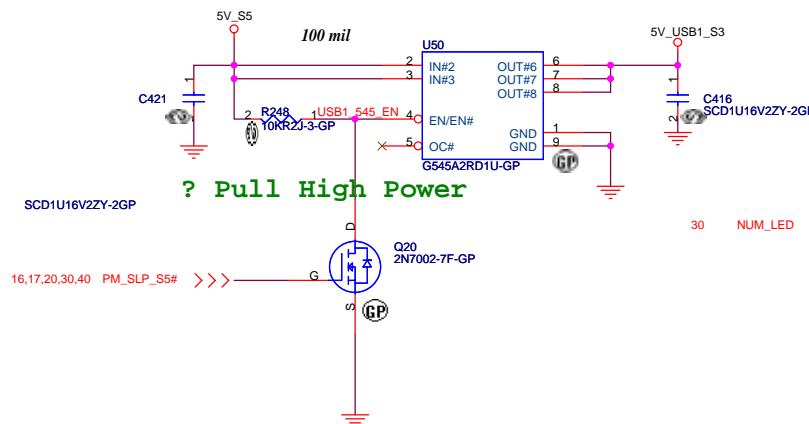 5V_S5
100 mil
5V_USB1_S3
U50
2 IN#2 OUT#6 6
3 IN#3 OUT#7 7
OUT#8 8
C421 1 2
R248
2 1 USB1_545_EN
10KR2J-3-GP
4 EN/EN#
GND 1
5 OC# GND 9
G545A2RD1U-GP
GP
1 C416
SCD1U16V2ZY-2GP
2
? Pull High Power
SCD1U16V2ZY-2GP
30 NUM_LED
D
Q20
2N7002-7F-GP
16,17,20,30,40 PM_SLP_S5# G
S
GP